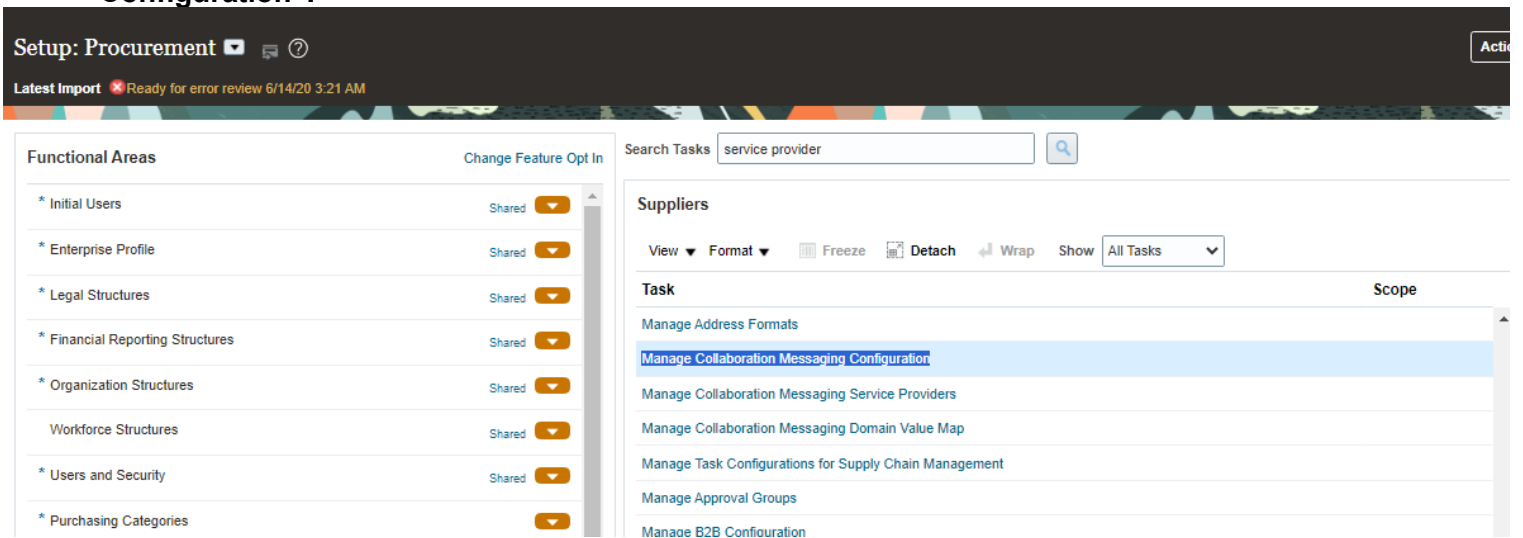 Configuration".
Setup: Procurement
Actio
Latest Import Ready for error review 6/14/20 3:21 AM
Functional Areas Change Feature Opt In
Search Tasks service provider
* Initial Users Shared
* Enterprise Profile Shared
* Legal Structures Shared
* Financial Reporting Structures Shared
* Organization Structures Shared
Workforce Structures Shared
* Users and Security Shared
* Purchasing Categories
Suppliers
View Format Freeze Detach Wrap Show All Tasks
Task Scope
Manage Address Formats
Manage Collaboration Messaging Configuration
Manage Collaboration Messaging Service Providers
Manage Collaboration Messaging Domain Value Map
Manage Task Configurations for Supply Chain Management
Manage Approval Groups
Manage B2B Configuration